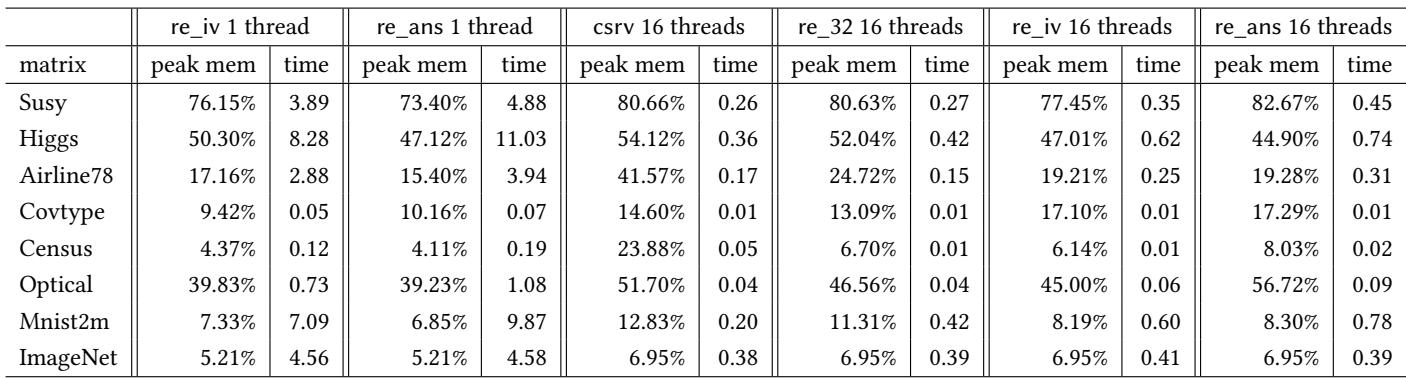 re_iv 1 thread re_ans 1 thread csrv 16 threads re_32 16 threads re_iv 16 threads re_ans 16 threads
matrix peak mem time peak mem time peak mem time peak mem time peak mem time peak mem time
Susy 76.15% 3.89 73.40% 4.88 80.66% 0.26 80.63% 0.27 77.45% 0.35 82.67% 0.45
Higgs 50.30% 8.28 47.12% 11.03 54.12% 0.36 52.04% 0.42 47.01% 0.62 44.90% 0.74
Airline78 17.16% 2.88 15.40% 3.94 41.57% 0.17 24.72% 0.15 19.21% 0.25 19.28% 0.31
Covtype 9.42% 0.05 10.16% 0.07 14.60% 0.01 13.09% 0.01 17.10% 0.01 17.29% 0.01
Census 4.37% 0.12 4.11% 0.19 23.88% 0.05 6.70% 0.01 6.14% 0.01 8.03% 0.02
Optical 39.83% 0.73 39.23% 1.08 51.70% 0.04 46.56% 0.04 45.00% 0.06 56.72% 0.09
Mnist2m 7.33% 7.09 6.85% 9.87 12.83% 0.20 11.31% 0.42 8.19% 0.60 8.30% 0.78
ImageNet 5.21% 4.56 5.21% 4.58 6.95% 0.38 6.95% 0.39 6.95% 0.41 6.95% 0.39